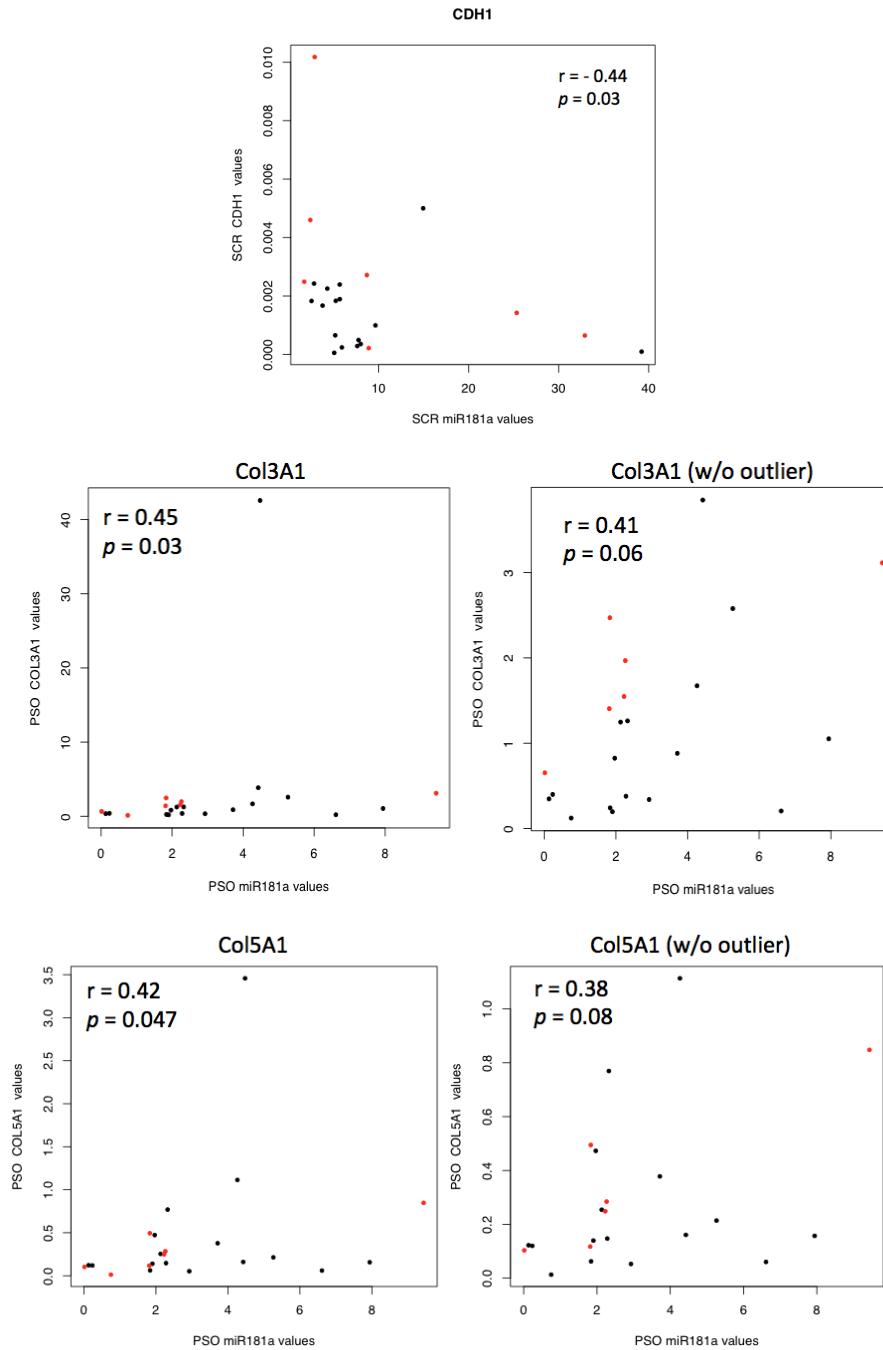 CDH1
r = - 0.44
p = 0.03
0.010
0.008
0.006
0.004
0.002
0.000
SCR CDH1 values
10 20 30 40
SCR miR181a values
Col3A1
r = 0.45
p = 0.03
40
30
20
10
0
PSO COL3A1 values
0 2 4 6 8
PSO miR181a values
Col3A1 (w/o outlier)
r = 0.41
p = 0.06
3
2
1
0
PSO COL3A1 values
0 2 4 6 8
PSO miR181a values
Col5A1
r = 0.42
p = 0.047
3.5
3.0
2.5
2.0
1.5
1.0
0.5
0.0
PSO COL5A1 values
0 2 4 6 8
PSO miR181a values
Col5A1 (w/o outlier)
r = 0.38
p = 0.08
1.0
0.8
0.6
0.4
0.2
0.0
PSO COL5A1 values
0 2 4 6 8
PSO miR181a values